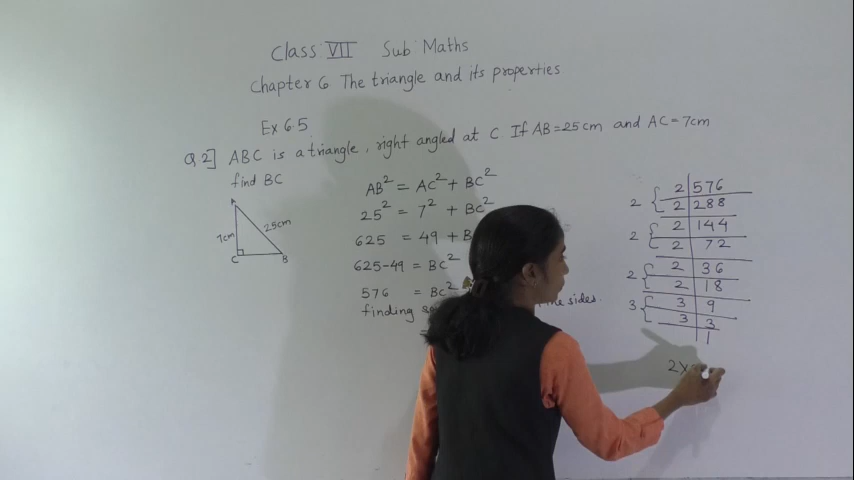 Class VII Sub: Maths
Chapter 6 The triangle and its properties
Ex 6.5
Q 2] ABC is a triangle, right angled at C If AB=25cm and AC=7cm
find BC
A
7cm
25cm
C
B
AB² = AC² + BC²
25² = 7² + BC²
625 = 49 + B
625-49 = BC²
576 = BC²
finding sides.
=
2 2 576
2 288
2 2 144
2 72
2 2 36
2 18
3 3 9
3 3
1
2×